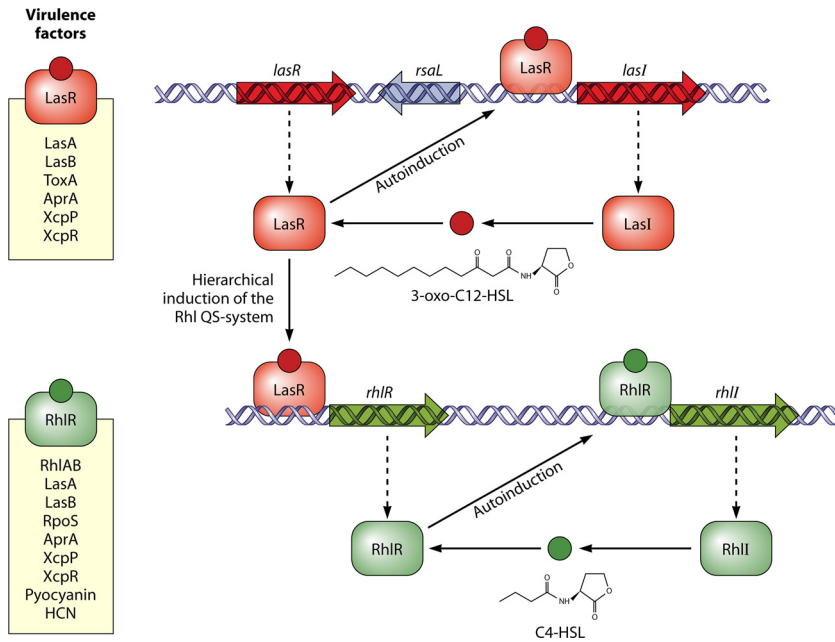 Virulence
factors
LasR
LasA
LasB
ToxA
AprA
XcpP
XcpR
lasR
rsaL
LasR
lasI
Autoinduction
LasR
LasI
O
O
NH
O
O
3-oxo-C12-HSL
Hierarchical
induction of the
Rhl QS-system
LasR
rhlR
RhlR
rhlI
Autoinduction
RhlR
RhlI
O
NH
O
O
C4-HSL
RhlR
RhlAB
LasA
LasB
RpoS
AprA
XcpP
XcpR
Pyocyanin
HCN